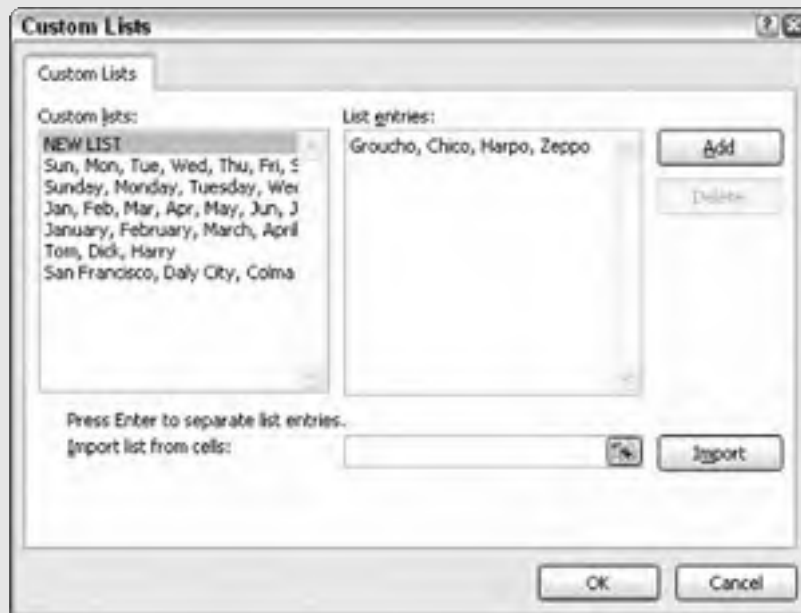 Custom Lists
Custom Lists
Custom lists:
NEW LIST
Sun, Mon, Tue, Wed, Thu, Fri, S
Sunday, Monday, Tuesday, Wed
Jan, Feb, Mar, Apr, May, Jun, J
January, February, March, April
Tom, Dick, Harry
San Francisco, Daly City, Colma
List entries:
Groucho, Chico, Harpo, Zeppo
Add
Delete
Press Enter to separate list entries.
Import list from cells:
Import
OK
Cancel